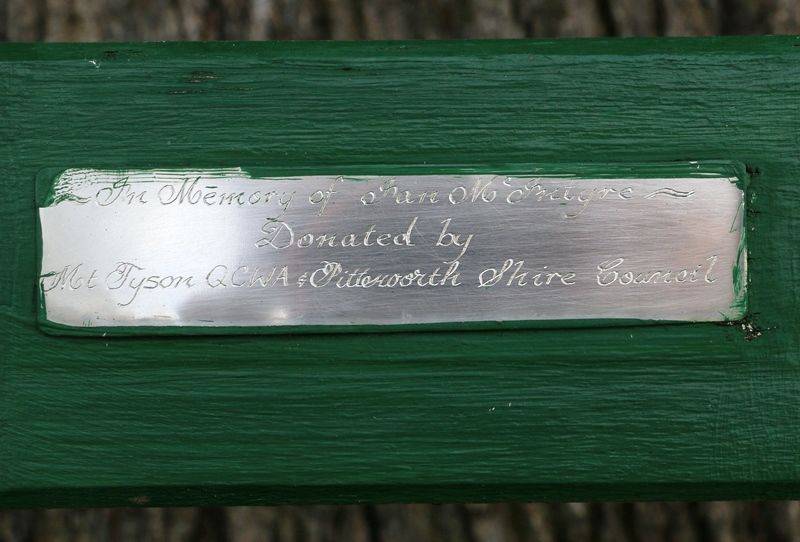 ~ In Memory of Ian McIntyre ~
Donated by
Mt Tyson QCWA & Pittsworth Shire Council